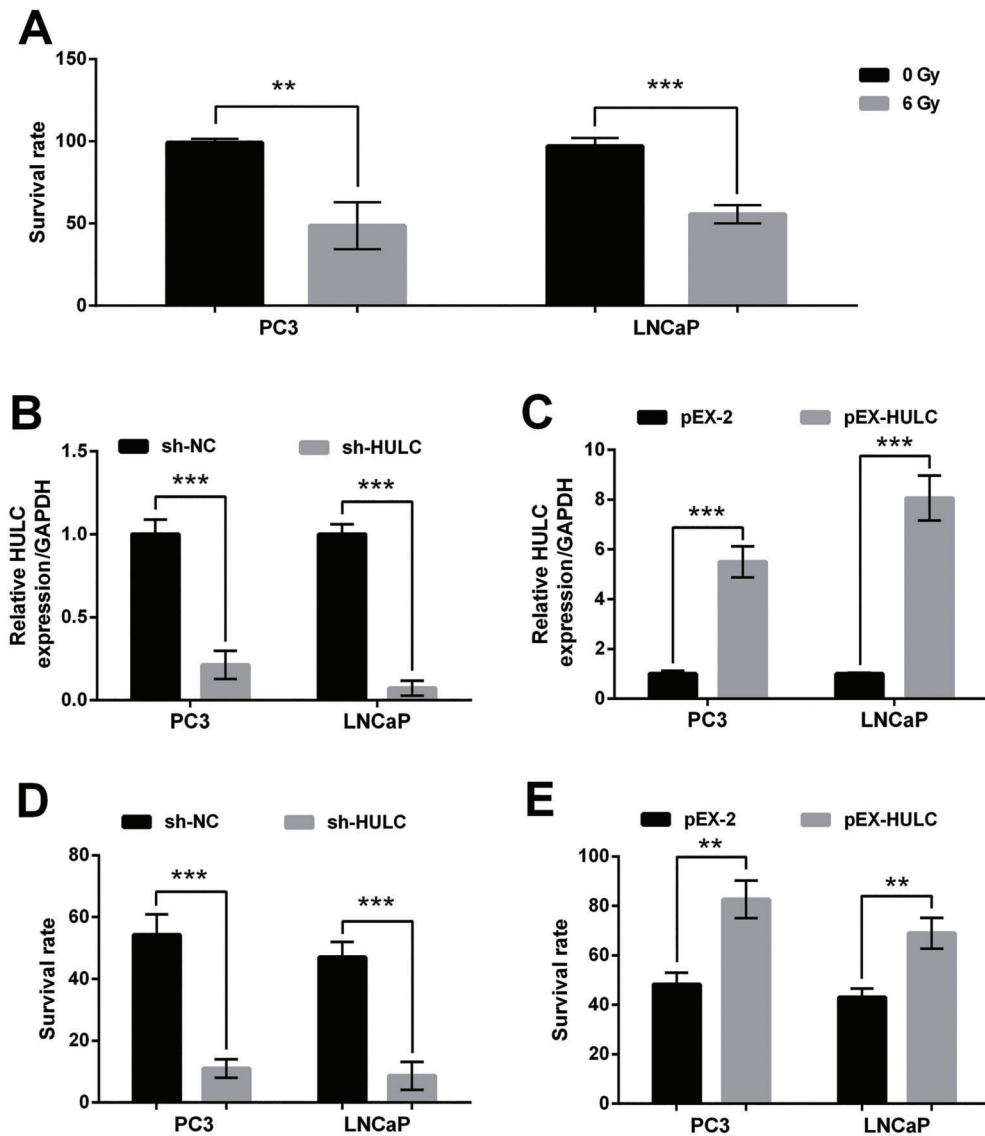 A
150
100
50
0
Survival rate
**
***
0 Gy
6 Gy
PC3 LNCaP
B
sh-NC sh-HULC
1.5
1.0
0.5
0.0
Relative HULC
expression/GAPDH
***
***
PC3 LNCaP
C
pEX-2 pEX-HULC
10
8
6
4
2
0
Relative HULC
expression/GAPDH
***
***
PC3 LNCaP
D
sh-NC sh-HULC
80
60
40
20
0
Survival rate
***
***
PC3 LNCaP
E
pEX-2 pEX-HULC
100
80
60
40
20
0
Survival rate
**
**
PC3 LNCaP